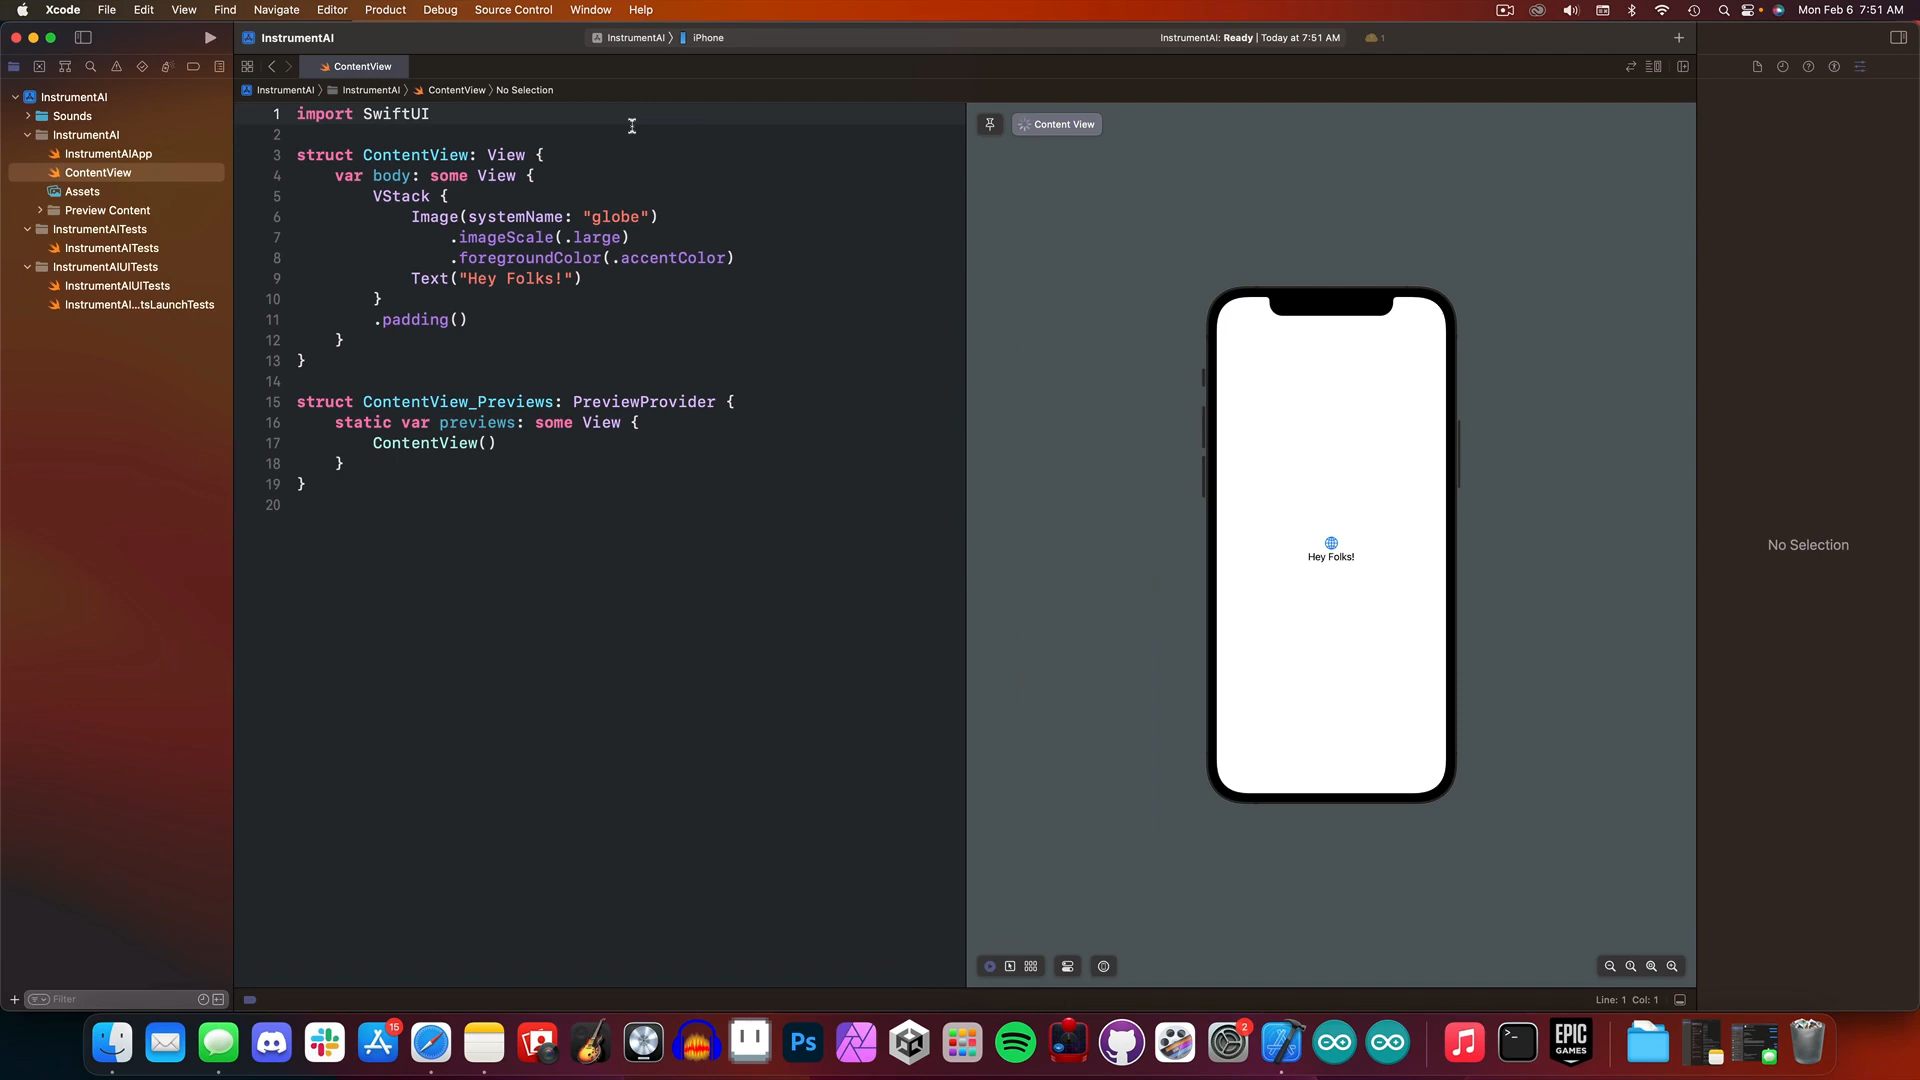 Xcode File Edit View Find Navigate Editor Product Debug Source Control Window Help Mon Feb 6 7:51 AM
InstrumentAI InstrumentAI 〉 iPhone InstrumentAI: Ready | Today at 7:51 AM 1
ContentView
InstrumentAI 〉 InstrumentAI 〉 ContentView 〉 No Selection
InstrumentAI
Sounds
InstrumentAI
InstrumentAIApp
ContentView
Assets
Preview Content
InstrumentAITests
InstrumentAITests
InstrumentAIUITests
InstrumentAIUITests
InstrumentAI...tsLaunchTests
Filter
1 import SwiftUI
2
3 struct ContentView: View {
4 var body: some View {
5 VStack {
6 Image(systemName: "globe")
7 .imageScale(.large)
8 .foregroundColor(.accentColor)
9 Text("Hey Folks!")
10 }
11 .padding()
12 }
13 }
14
15 struct ContentView_Previews: PreviewProvider {
16 static var previews: some View {
17 ContentView()
18 }
19 }
20
Content View
Hey Folks!
No Selection
Line: 1 Col: 1
15
Ps
2
EPIC
GAMES